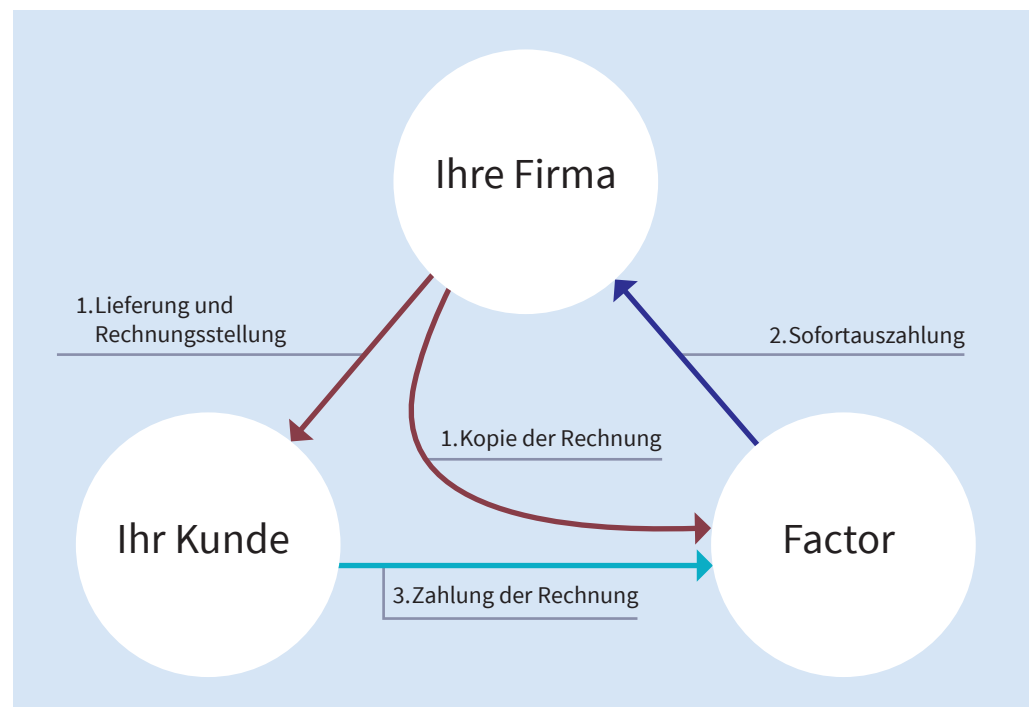 Ihre Firma
1.Lieferung und
Rechnungsstellung
2.Sofortauszahlung
1.Kopie der Rechnung
Ihr Kunde
Factor
3.Zahlung der Rechnung